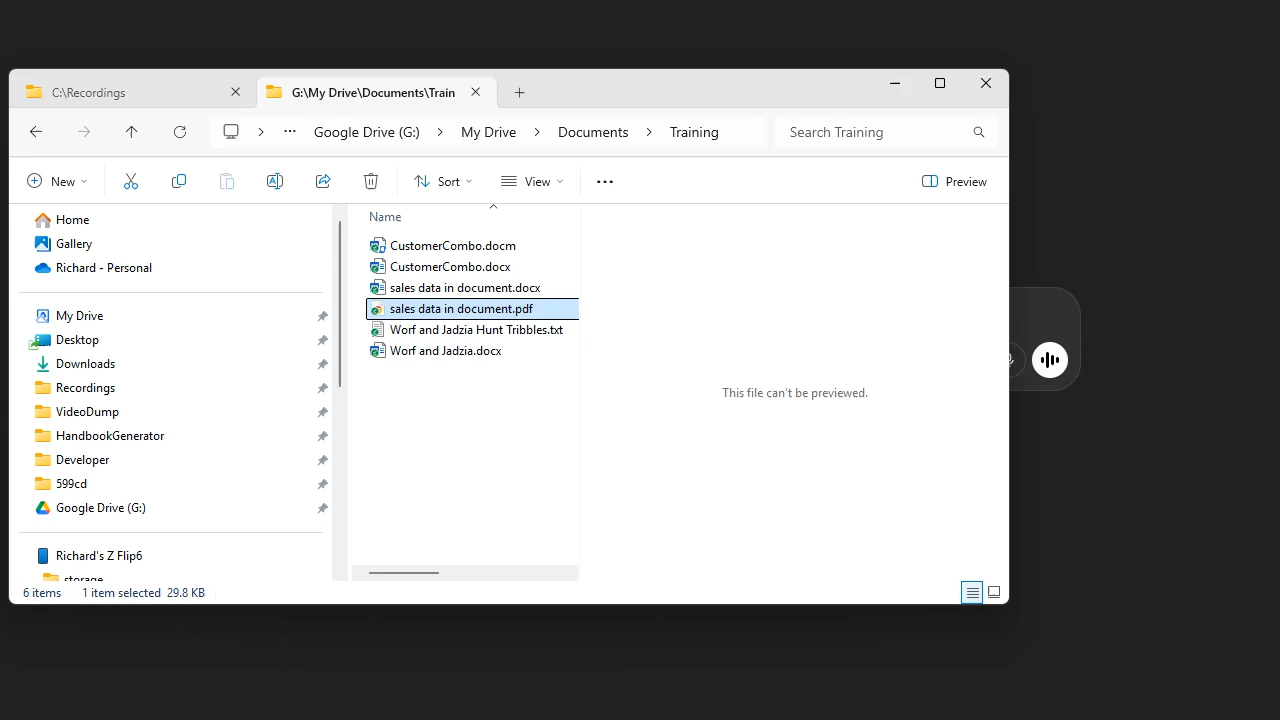 C:\Recordings
G:\My Drive\Documents\Train
Google Drive (G:)
My Drive
Documents
Training
Search Training
New
Sort
View
Preview
Home
Gallery
Richard - Personal
My Drive
Desktop
Downloads
Recordings
VideoDump
HandbookGenerator
Developer
599cd
Google Drive (G:)
Richard's Z Flip6
storage
Name
CustomerCombo.docm
CustomerCombo.docx
sales data in document.docx
sales data in document.pdf
Worf and Jadzia Hunt Tribbles.txt
Worf and Jadzia.docx
This file can't be previewed.
6 items
1 item selected 29.8 KB